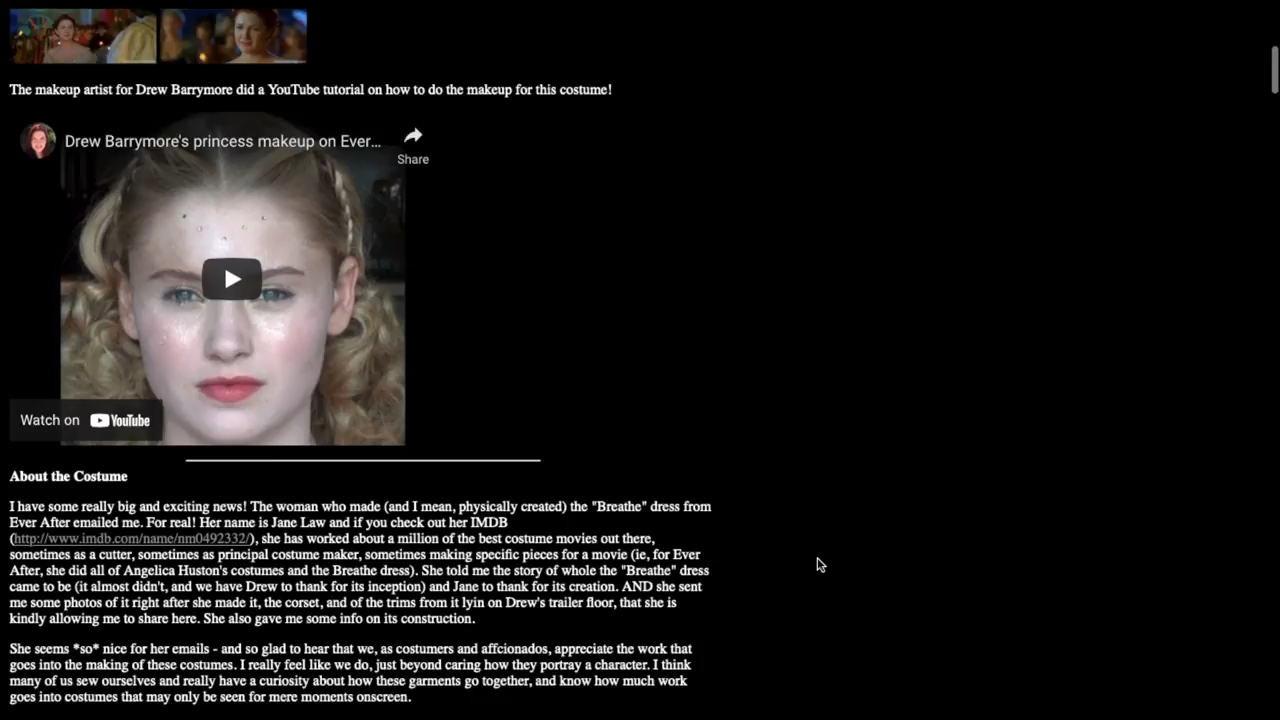 The makeup artist for Drew Barrymore did a YouTube tutorial on how to do the makeup for this costume!
Drew Barrymore's princess makeup on Ever...
Share
Watch on YouTube
About the Costume
I have some really big and exciting news! The woman who made (and I mean, physically created) the "Breathe" dress from
Ever After emailed me. For real! Her name is Jane Law and if you check out her IMDB
(http://www.imdb.com/name/nm0492332/), she has worked about a million of the best costume movies out there,
sometimes as a cutter, sometimes as principal costume maker, sometimes making specific pieces for a movie (ie, for Ever
After, she did all of Angelica Huston's costumes and the Breathe dress). She told me the story of whole the "Breathe" dress
came to be (it almost didn't, and we have Drew to thank for its inception) and Jane to thank for its creation. AND she sent
me some photos of it right after she made it, the corset, and of the trims from it lyin on Drew's trailer floor, that she is
kindly allowing me to share here. She also gave me some info on its construction.
She seems *so* nice for her emails - and so glad to hear that we, as costumers and affcionados, appreciate the work that
goes into the making of these costumes. I really feel like we do, just beyond caring how they portray a character. I think
many of us sew ourselves and really have a curiosity about how these garments go together, and know how much work
goes into costumes that may only be seen for mere moments onscreen.